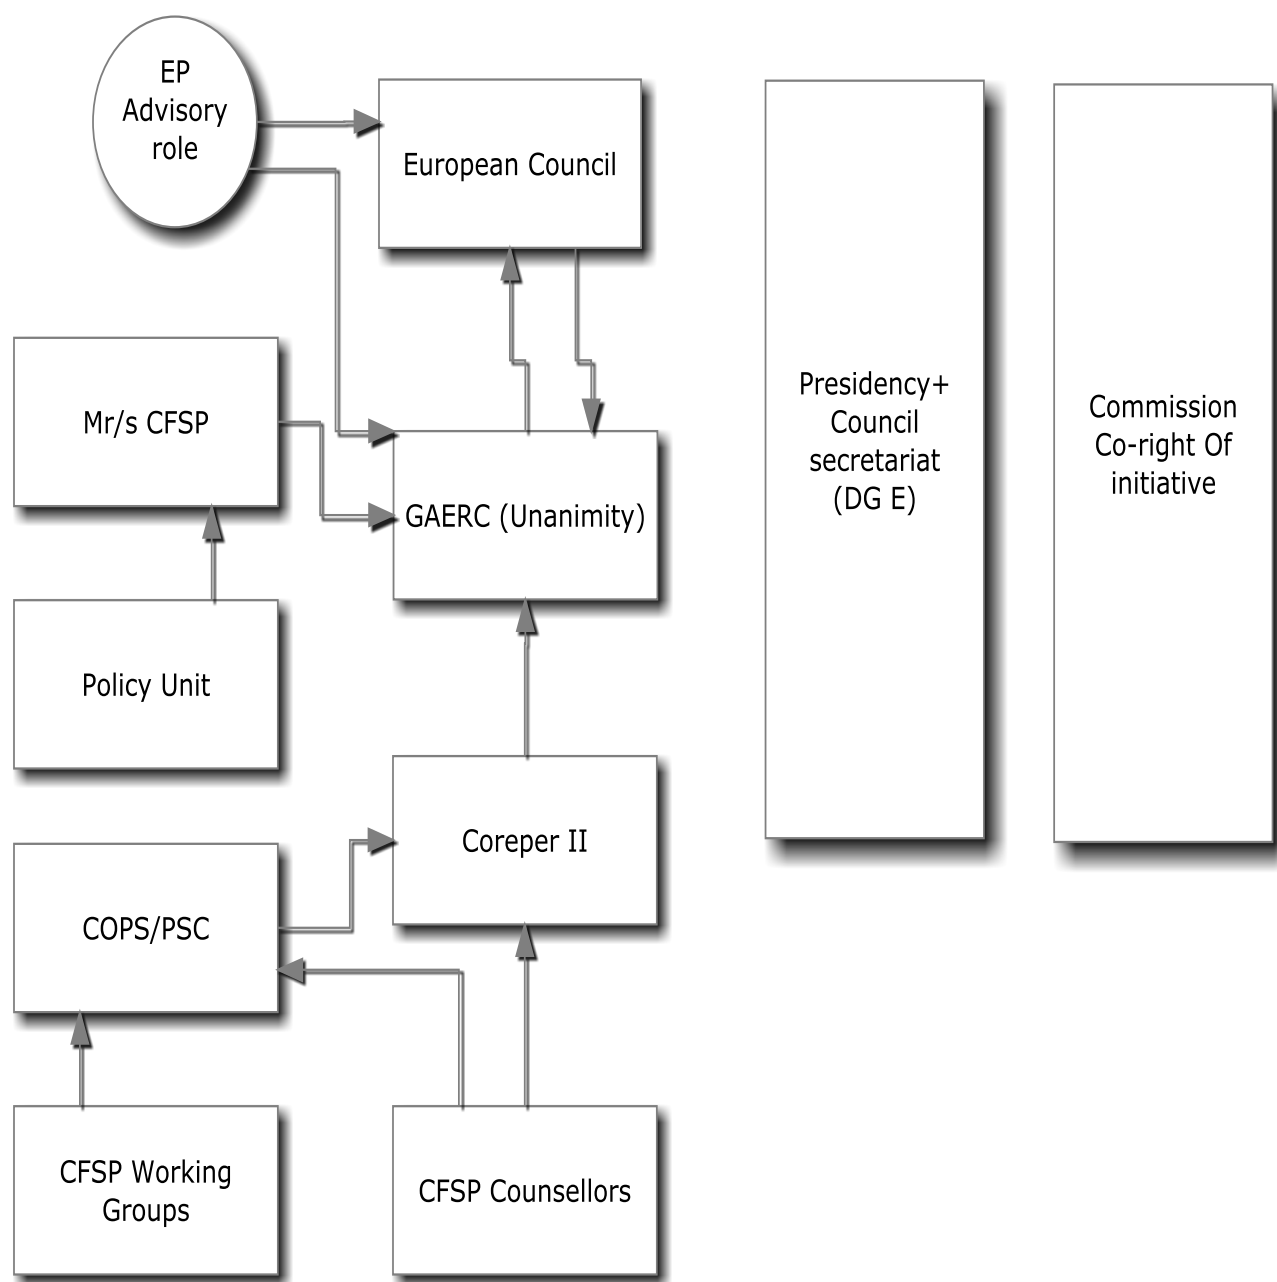 EP
Advisory
role
European Council
Mr/s CFSP
GAERC (Unanimity)
Policy Unit
Coreper II
COPS/PSC
CFSP Working
Groups
CFSP Counsellors
Presidency+
Council
secretariat
(DG E)
Commission
Co-right Of
initiative